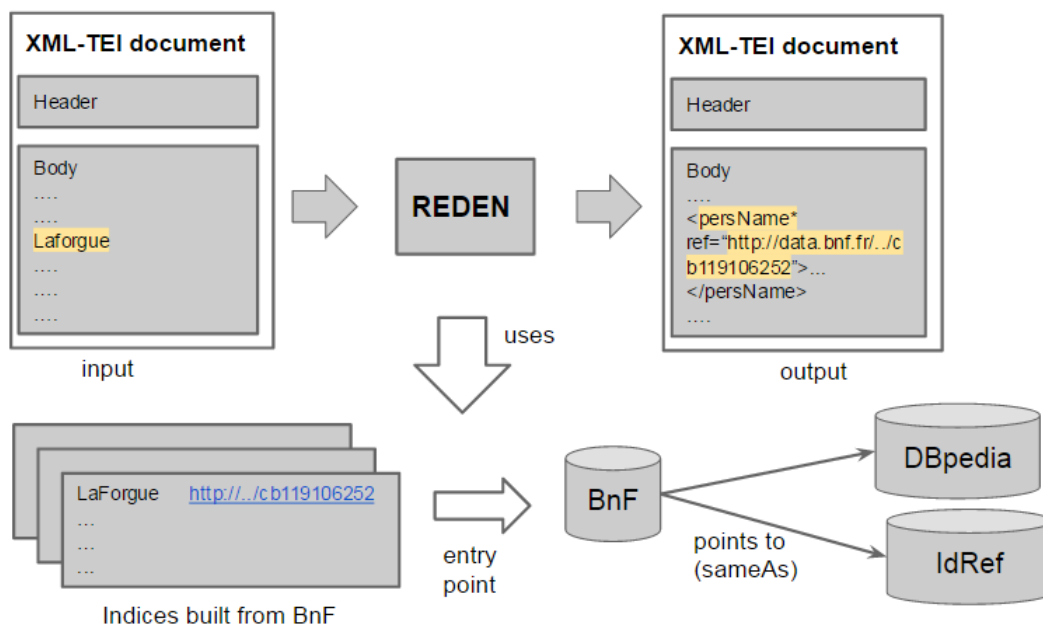 XML-TEI document
Header
Body
....
....
Laforgue
....
....
....
input
REDEN
XML-TEI document
Header
Body
....
<persName*
ref=“http://data.bnf.fr/../c
b119106252”>...
</persName>
....
output
uses
LaForgue http://../cb119106252
...
...
...
Indices built from BnF
entry
point
BnF
points to
(sameAs)
DBpedia
IdRef